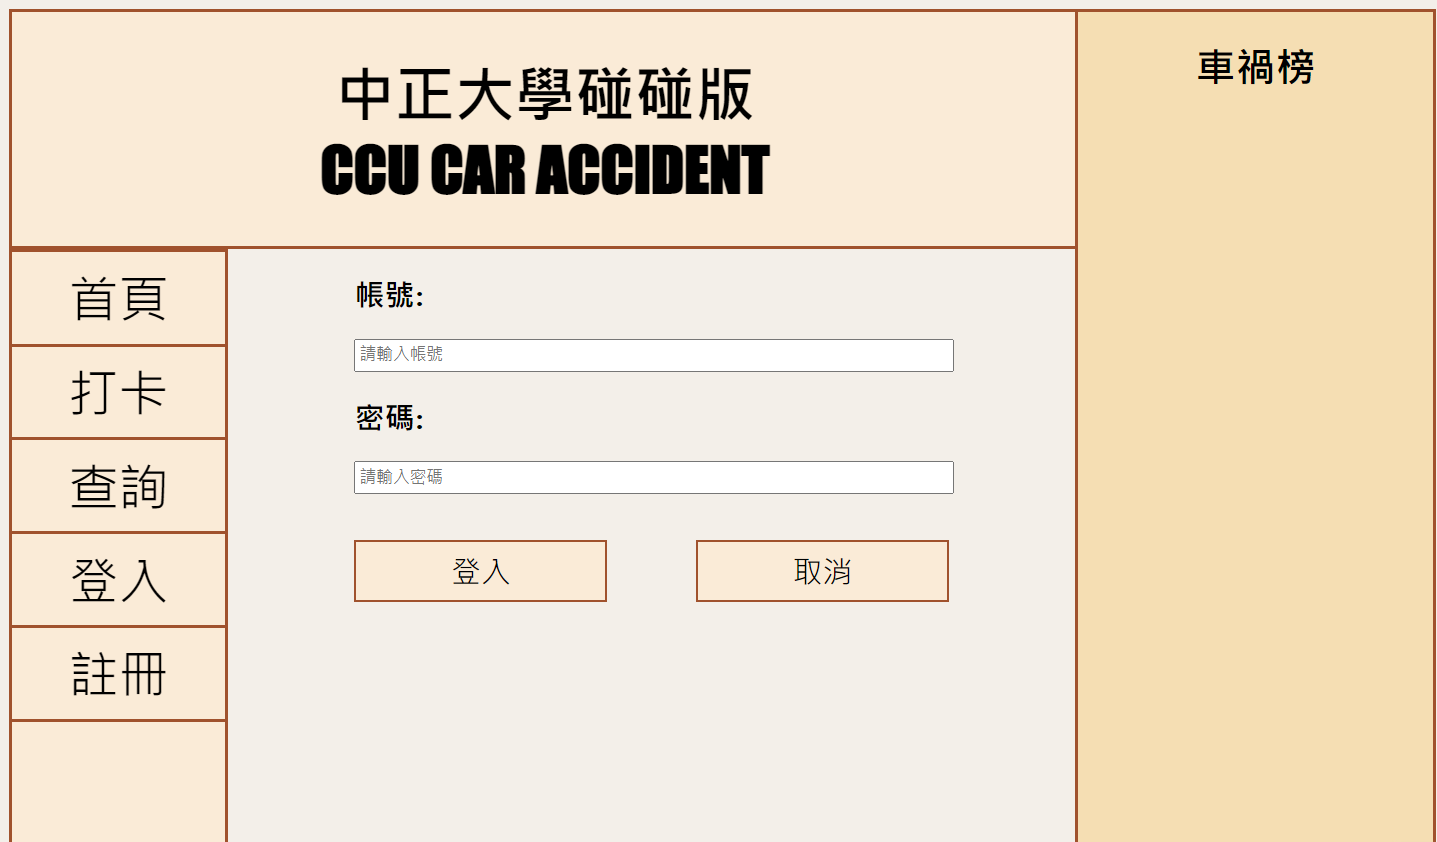 中正大學碰碰版
CCU CAR ACCIDENT
車禍榜
首頁
打卡
查詢
登入
註冊
帳號:
請輸入帳號
密碼:
請輸入密碼
登入
取消